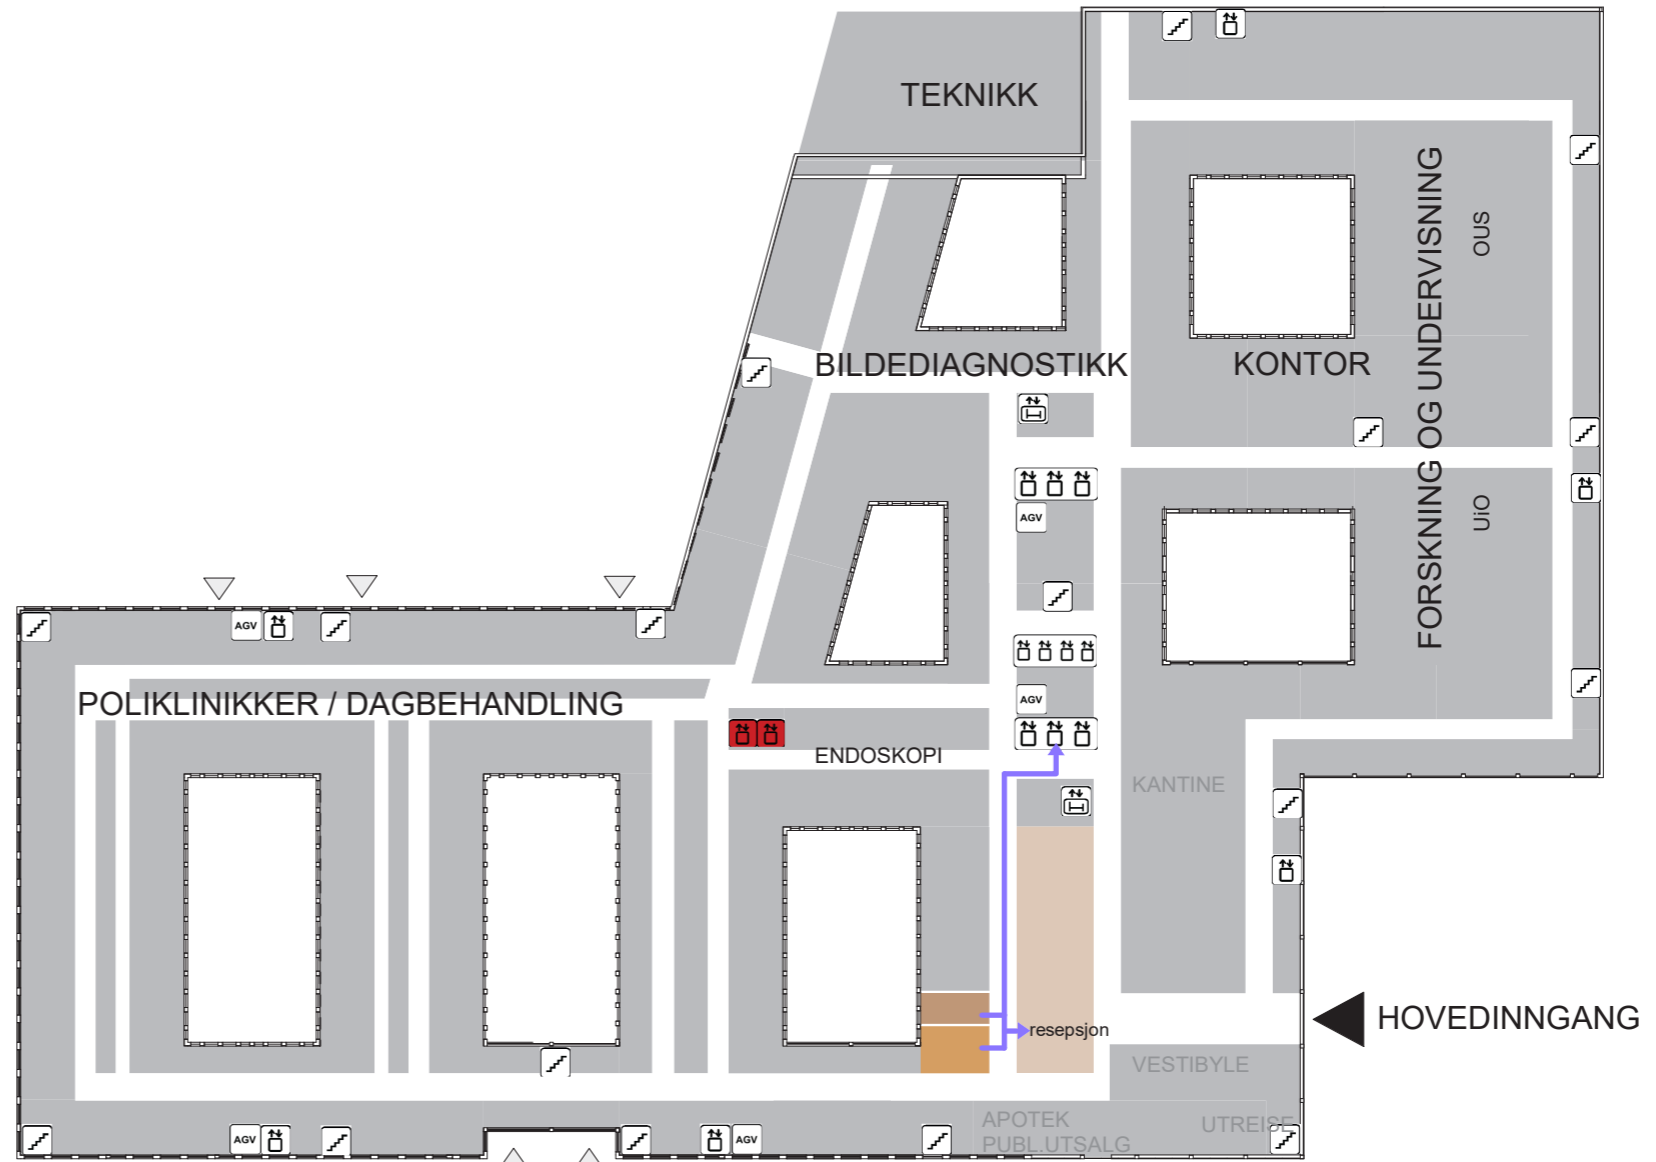 TEKNIKK
FORSKNING OG UNDERVISNING
OUS
BILDEDIAGNOSTIKK
KONTOR
UiO
AGV
AGV
POLIKLINIKKER / DAGBEHANDLING
AGV
ENDOSKOPI
KANTINE
HOVEDINNGANG
resepsjon
VESTIBYLE
APOTEK
PUBL.UTSALG
UTREISE
AGV
AGV